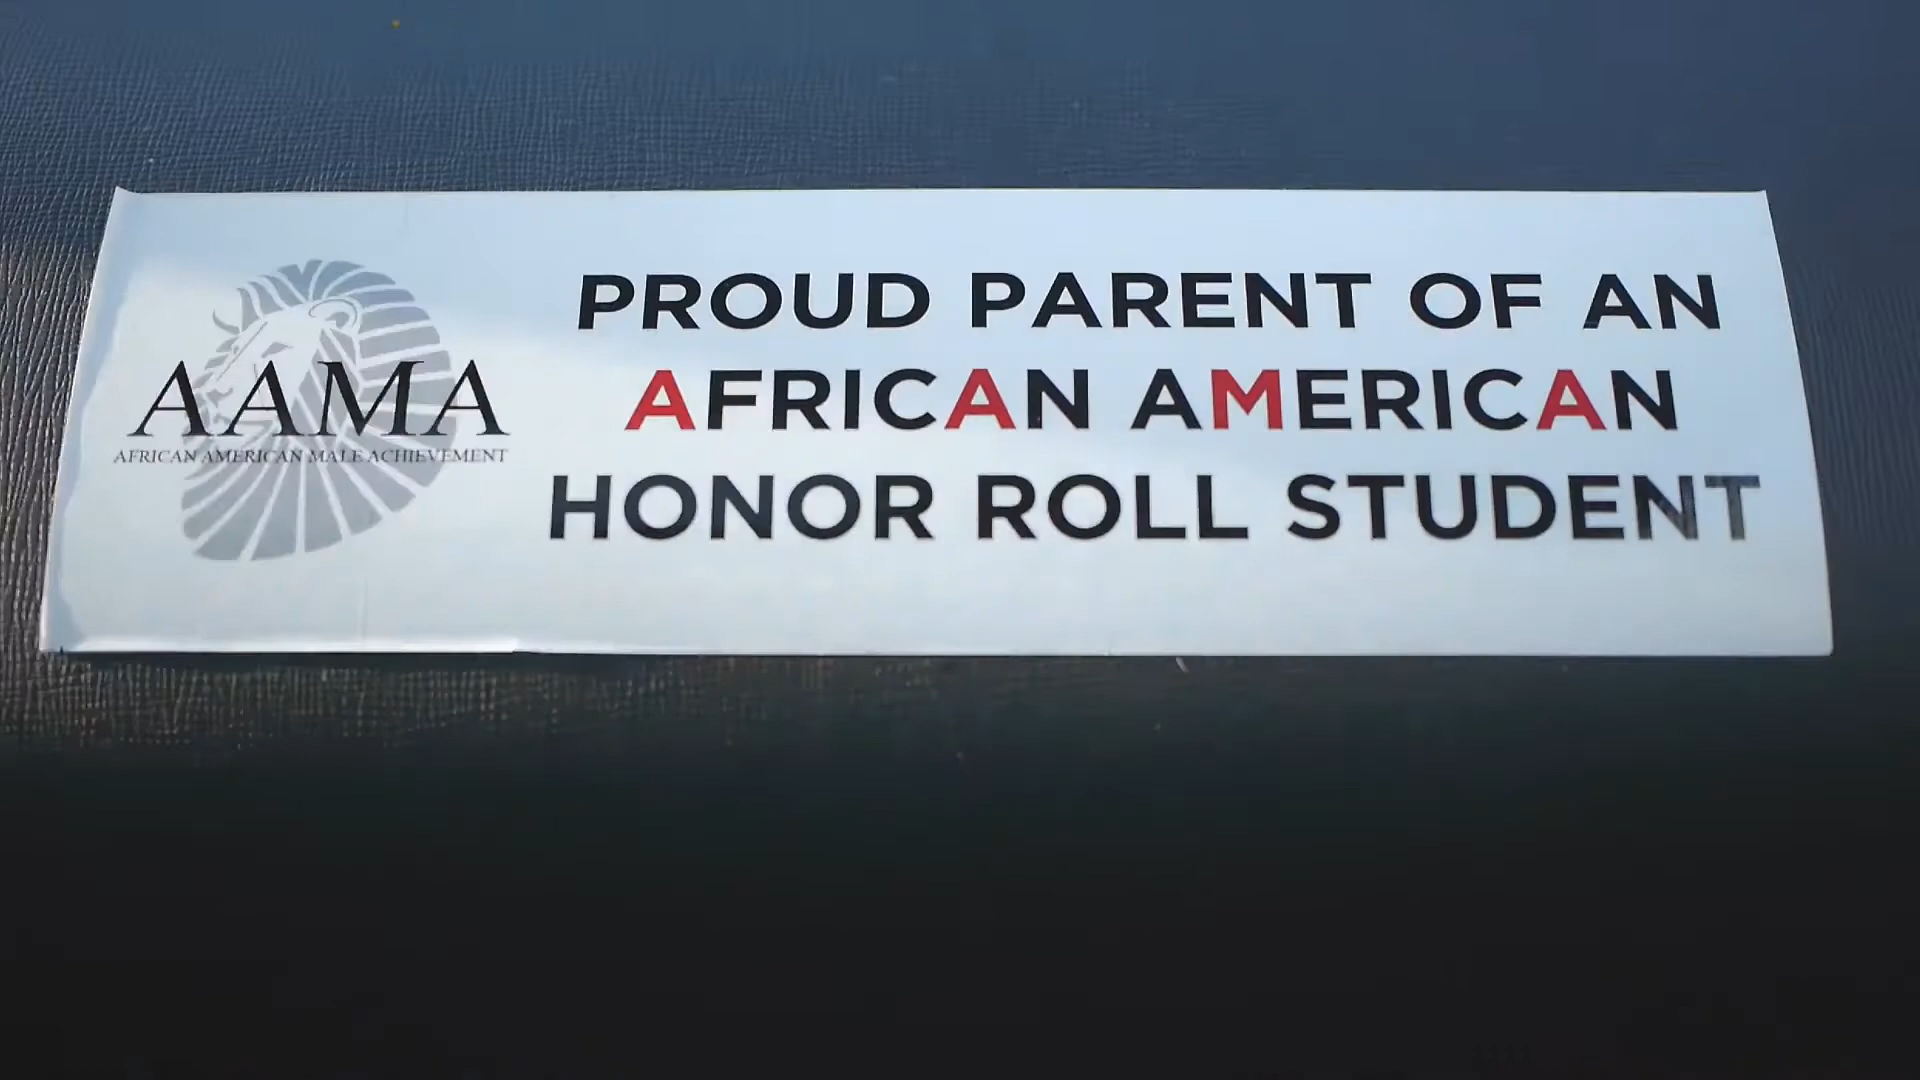 AAMA
AFRICAN AMERICAN MALE ACHIEVEMENT
PROUD PARENT OF AN
AFRICAN AMERICAN
HONOR ROLL STUDENT